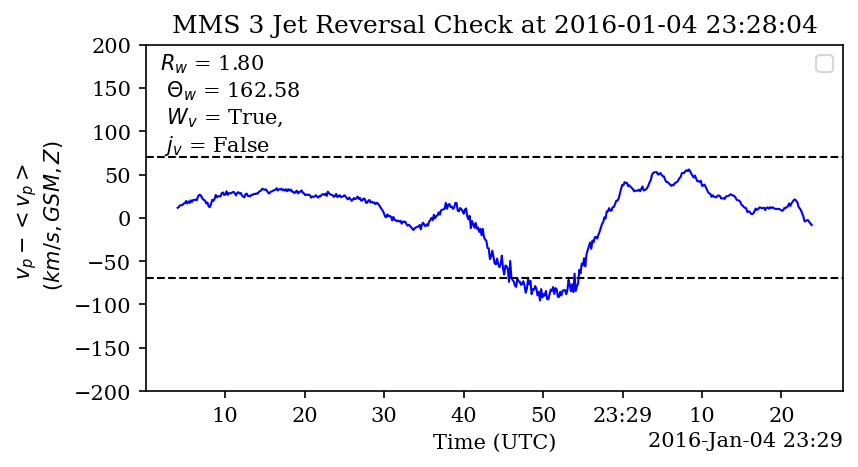 MMS 3 Jet Reversal Check at 2016-01-04 23:28:04
R_w = 1.80
Θ_w = 162.58
W_v = True,
j_v = False
v_p − < v_p >
(km/s, GSM, Z)
200
150
100
50
0
−50
−100
−150
−200
10 20 30 40 50 23:29 10 20
Time (UTC)
2016-Jan-04 23:29